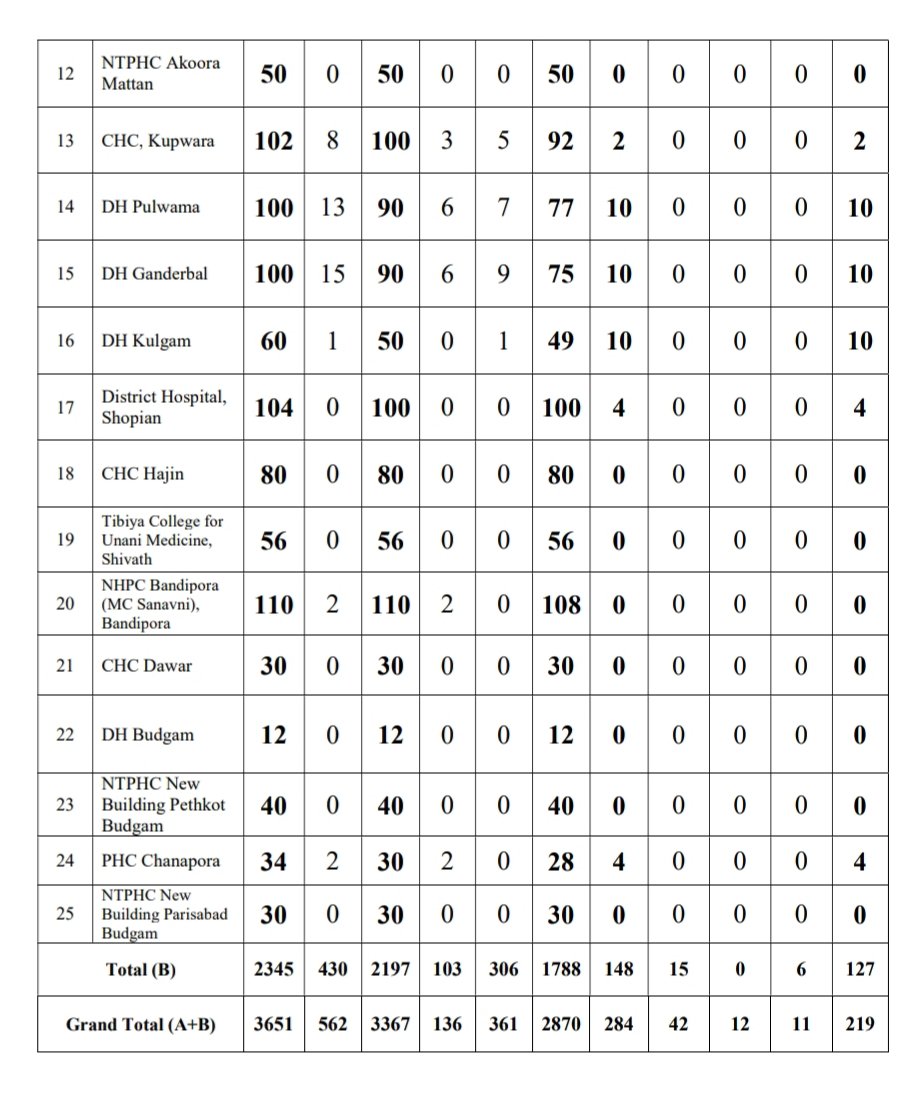 12 NTPHC Akoora Mattan 50 0 50 0 0 50 0 0 0 0 0
13 CHC, Kupwara 102 8 100 3 5 92 2 0 0 0 2
14 DH Pulwama 100 13 90 6 7 77 10 0 0 0 10
15 DH Ganderbal 100 15 90 6 9 75 10 0 0 0 10
16 DH Kulgam 60 1 50 0 1 49 10 0 0 0 10
17 District Hospital, Shopian 104 0 100 0 0 100 4 0 0 0 4
18 CHC Hajin 80 0 80 0 0 80 0 0 0 0 0
19 Tibiya College for Unani Medicine, Shivath 56 0 56 0 0 56 0 0 0 0 0
20 NHPC Bandipora (MC Sanavni), Bandipora 110 2 110 2 0 108 0 0 0 0 0
21 CHC Dawar 30 0 30 0 0 30 0 0 0 0 0
22 DH Budgam 12 0 12 0 0 12 0 0 0 0 0
23 NTPHC New Building Pethkot Budgam 40 0 40 0 0 40 0 0 0 0 0
24 PHC Chanapora 34 2 30 2 0 28 4 0 0 0 4
25 NTPHC New Building Parisabad Budgam 30 0 30 0 0 30 0 0 0 0 0
Total (B) 2345 430 2197 103 306 1788 148 15 0 6 127
Grand Total (A+B) 3651 562 3367 136 361 2870 284 42 12 11 219